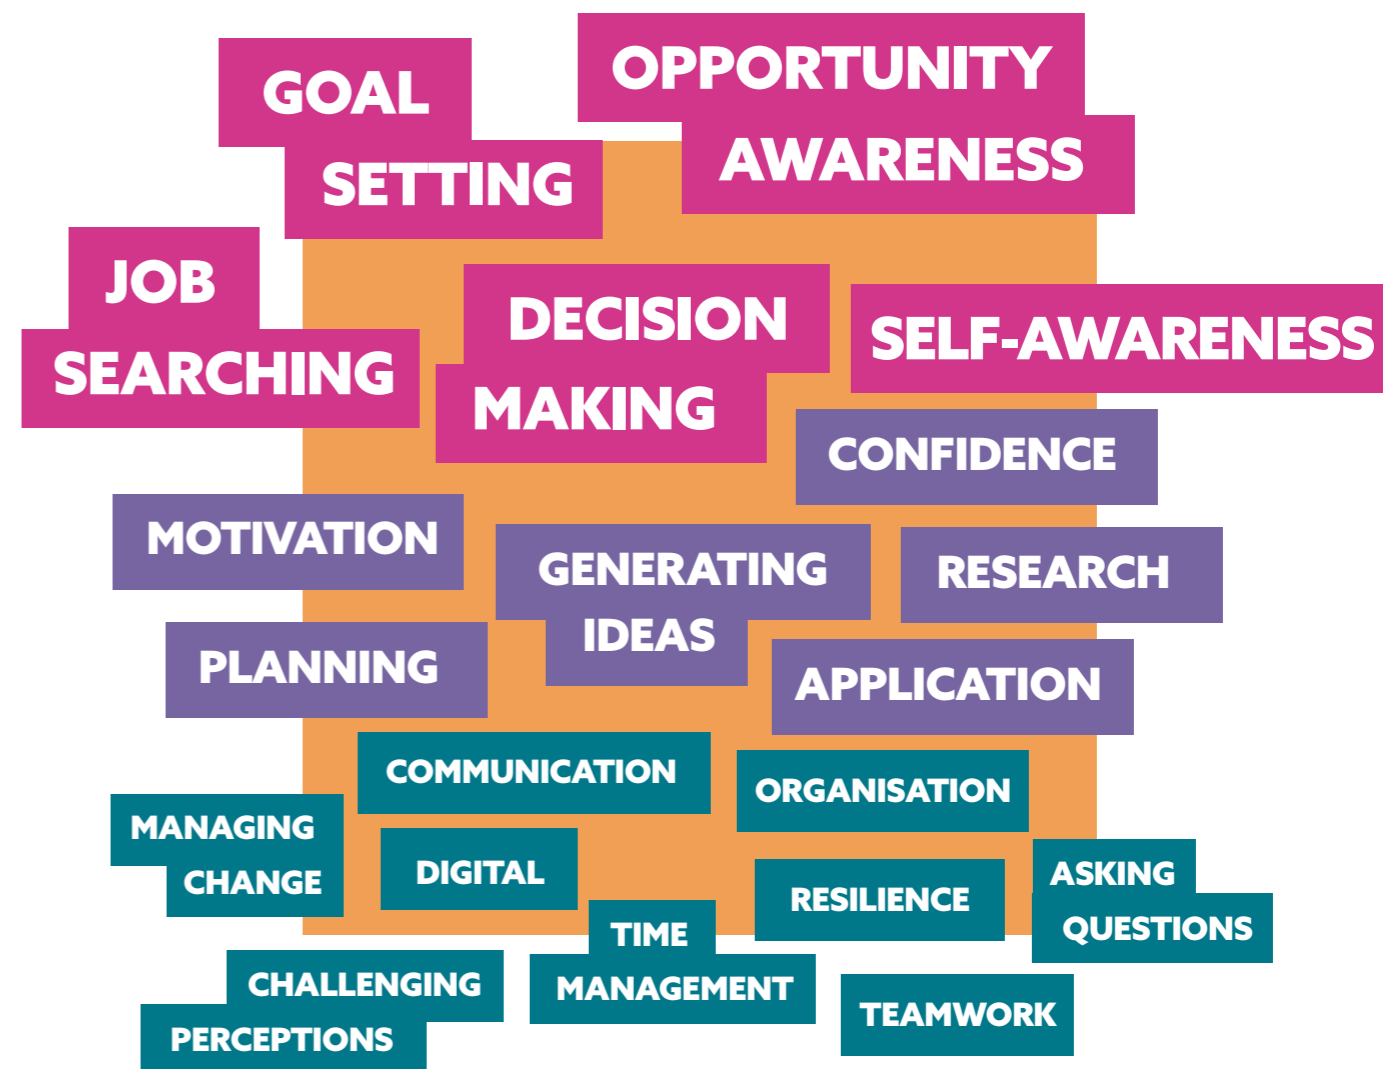 GOAL
SETTING
OPPORTUNITY
AWARENESS
JOB
SEARCHING
DECISION
MAKING
SELF-AWARENESS
CONFIDENCE
MOTIVATION
GENERATING
IDEAS
RESEARCH
PLANNING
APPLICATION
COMMUNICATION
ORGANISATION
MANAGING
CHANGE
DIGITAL
RESILIENCE
ASKING
QUESTIONS
TIME
MANAGEMENT
CHALLENGING
PERCEPTIONS
TEAMWORK